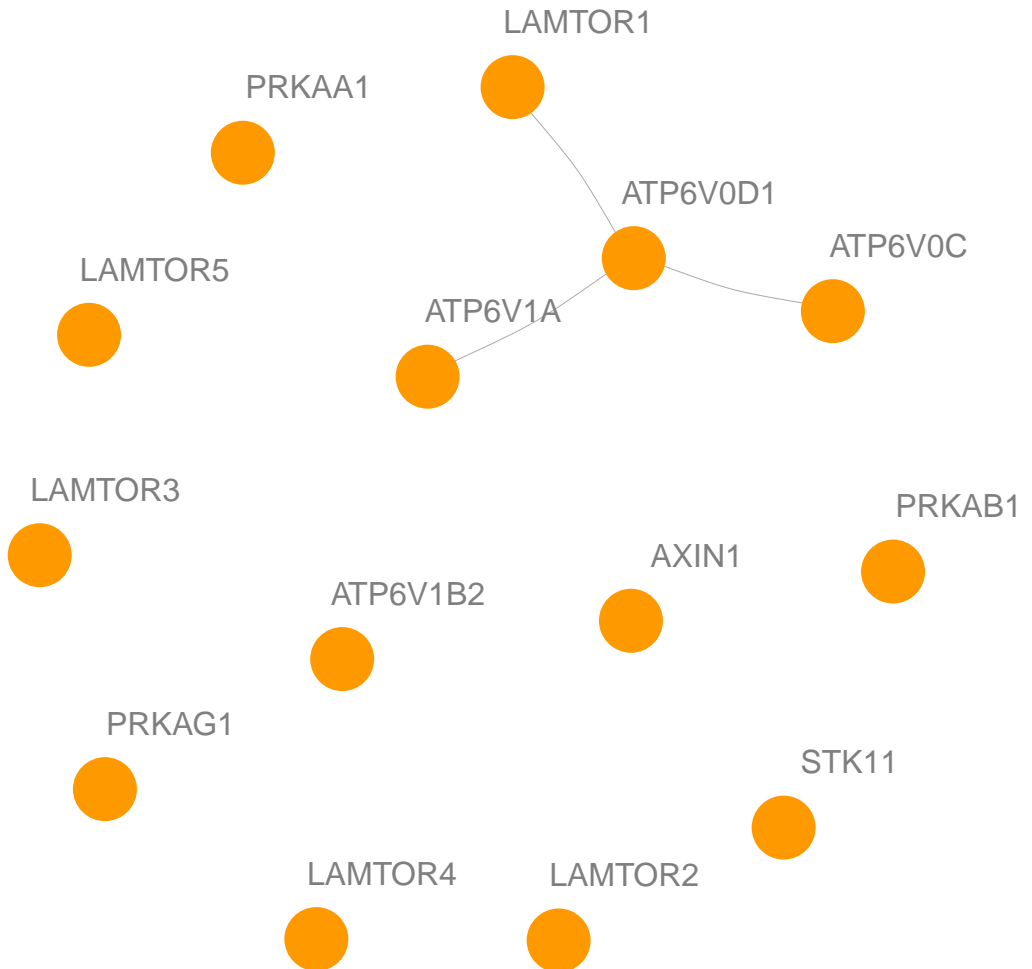 LAMTOR1
PRKAA1
ATP6V0D1
ATP6V0C
LAMTOR5
ATP6V1A
LAMTOR3
PRKAB1
AXIN1
ATP6V1B2
PRKAG1
STK11
LAMTOR4
LAMTOR2